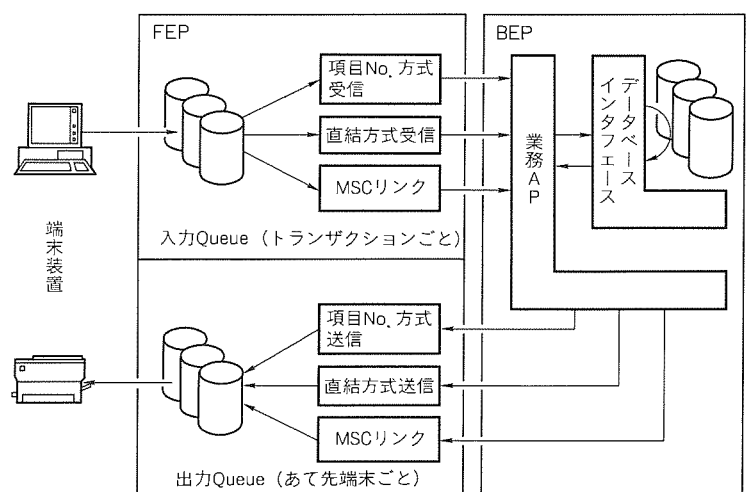 FEP
BEP
項目No.方式
受信
直結方式受信
MSCリンク
入力Queue(トランザクションごと)
業務AP
データベース
インタフェース
端末装置
項目No.方式
送信
直結方式送信
MSCリンク
出力Queue(あて先端末ごと)